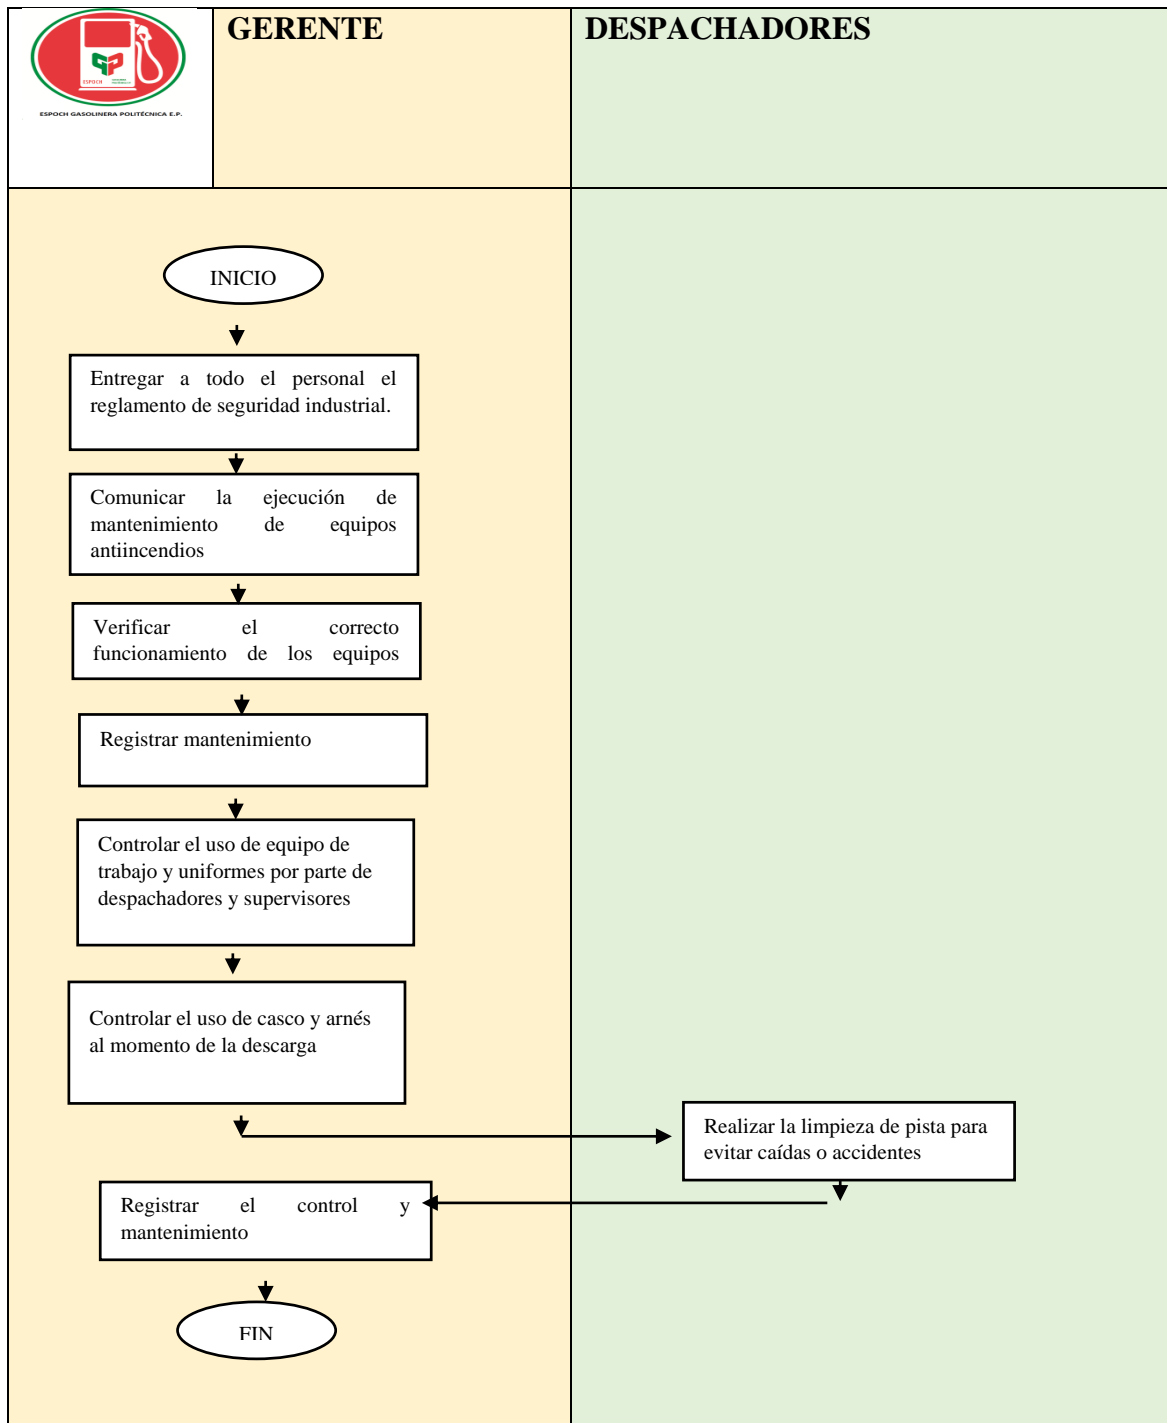 GERENTE
DESPACHADORES
ESPOCH
ESPOCH GASOLINERA POLITÉCNICA E.P.
INICIO
Entregar a todo el personal el
reglamento de seguridad industrial.
Comunicar la ejecución de
mantenimiento de equipos
antiincendios
Verificar el correcto
funcionamiento de los equipos
Registrar mantenimiento
Controlar el uso de equipo de
trabajo y uniformes por parte de
despachadores y supervisores
Controlar el uso de casco y arnés
al momento de la descarga
Realizar la limpieza de pista para
evitar caídas o accidentes
Registrar el control y
mantenimiento
FIN